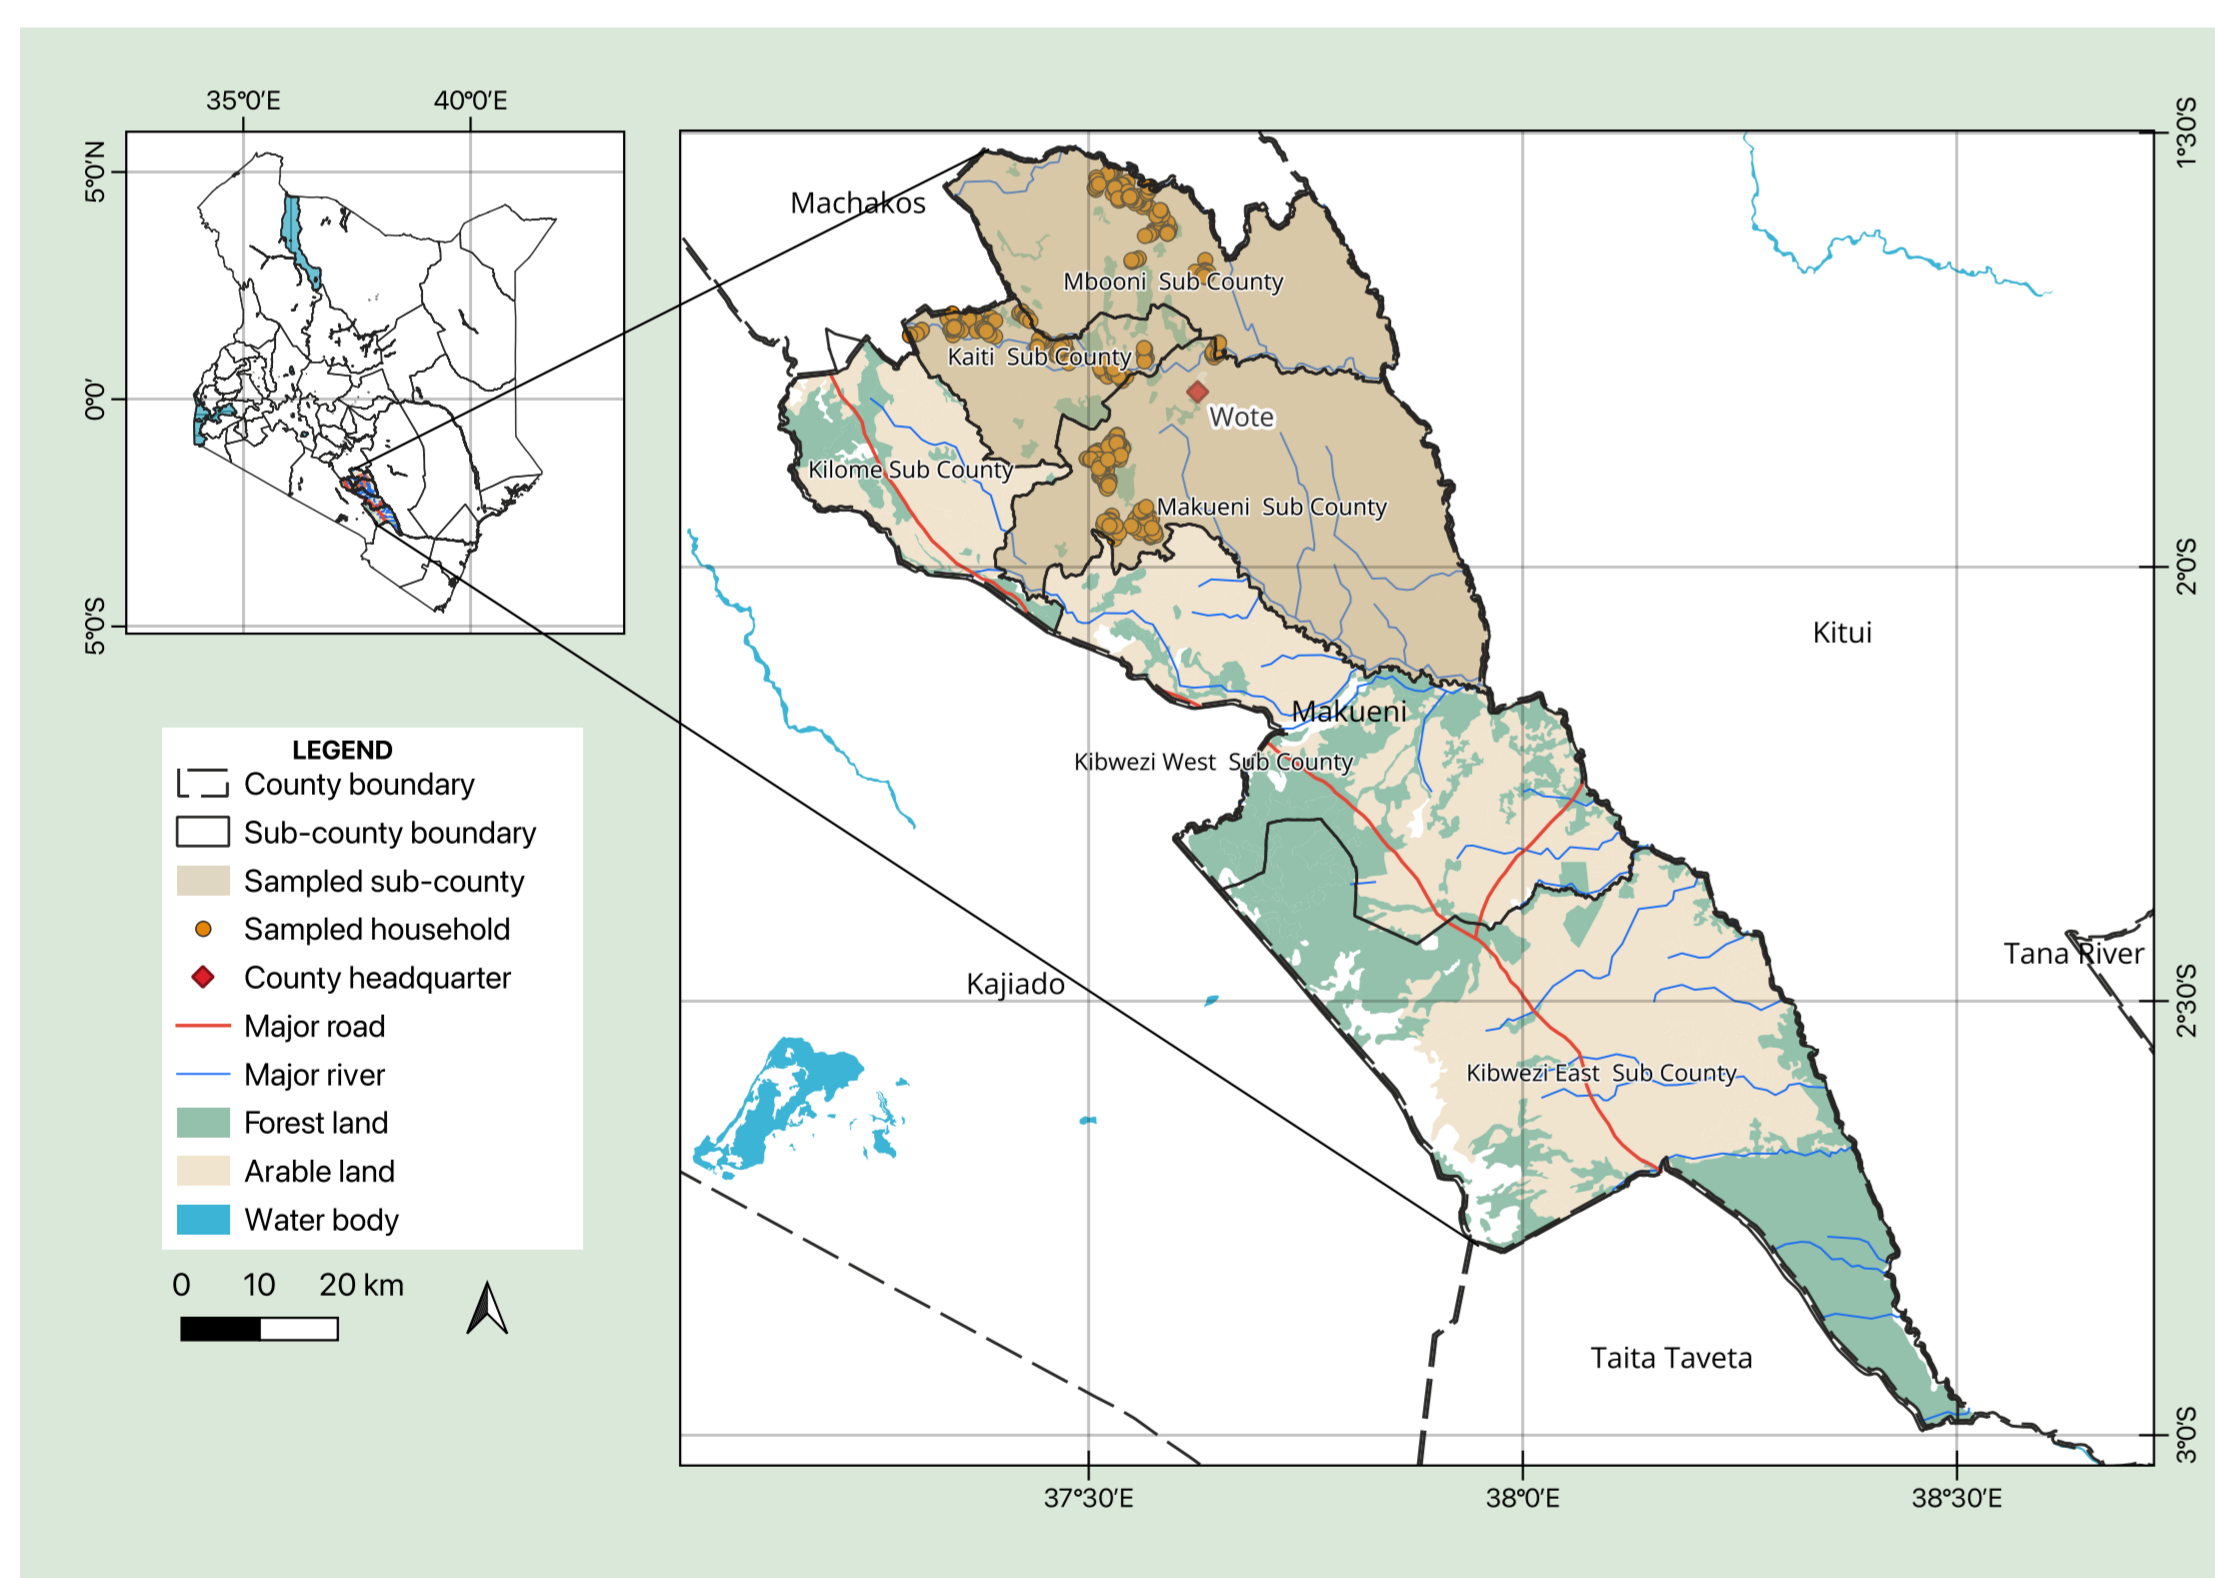 35°0′E 40°0′E
5°0′N
0°0′
5°0′S
1°30′S
2°0′S
2°30′S
3°0′S
Machakos
Mbooni Sub County
Kaiti Sub County
Wote
Kilome Sub County
Makueni Sub County
Kitui
Makueni
Kibwezi West Sub County
Tana River
Kajiado
Kibwezi East Sub County
Taita Taveta
37°30′E 38°0′E 38°30′E
LEGEND
County boundary
Sub-county boundary
Sampled sub-county
Sampled household
County headquarter
Major road
Major river
Forest land
Arable land
Water body
0 10 20 km